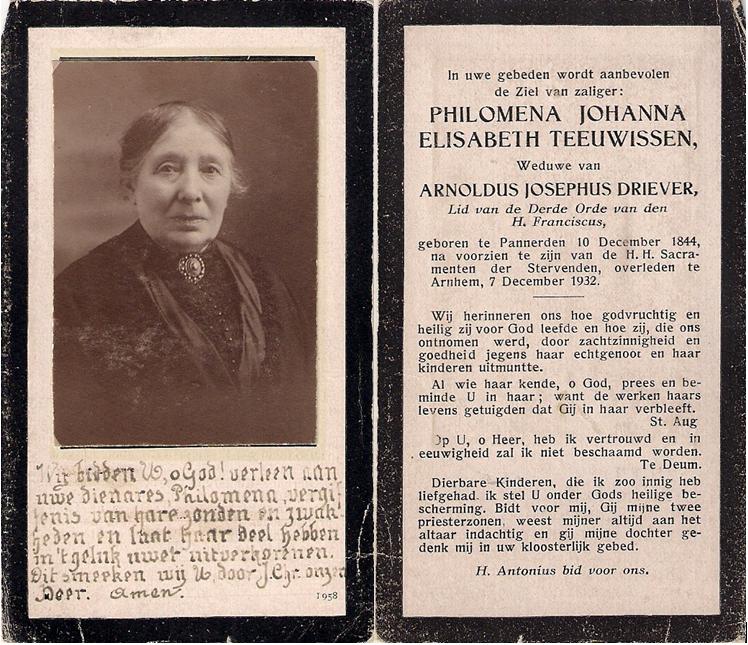 Wij bidden U, o God! verleen aan
uwe dienares Philomena, vergif
fenis van hare zonden en zwak-
heden en laat haar deel hebben
in 't geluk uwer uitverkorenen.
Dit smeeken wij U, door J. Chr. onzen
Heer. Amen.
1958
In uwe gebeden wordt aanbevolen
de Ziel van zaliger:
PHILOMENA JOHANNA
ELISABETH TEEUWISSEN,
Weduwe van
ARNOLDUS JOSEPHUS DRIEVER,
Lid van de Derde Orde van den
H. Franciscus,
geboren te Pannerden 10 December 1844,
na voorzien te zijn van de H. H. Sacra-
menten der Stervenden, overleden te
Arnhem, 7 December 1932.
Wij herinneren ons hoe godvruchtig en
heilig zij voor God leefde en hoe zij, die ons
ontnomen werd, door zachtzinnigheid en
goedheid jegens haar echtgenoot en haar
kinderen uitmuntte.
Al wie haar kende, o God, prees en be-
minde U in haar; want de werken haars
levens getuigden dat Gij in haar verbleeft.
St. Aug
Op U, o Heer, heb ik vertrouwd en in
eeuwigheid zal ik niet beschaamd worden.
Te Deum.
Dierbare Kinderen, die ik zoo innig heb
liefgehad, ik stel U onder Gods heilige be-
scherming. Bidt voor mij, Gij mijne twee
priesterzonen, weest mijner altijd aan het
altaar indachtig en gij mijne dochter ge-
denk mij in uw kloosterlijk gebed.
H. Antonius bid voor ons.